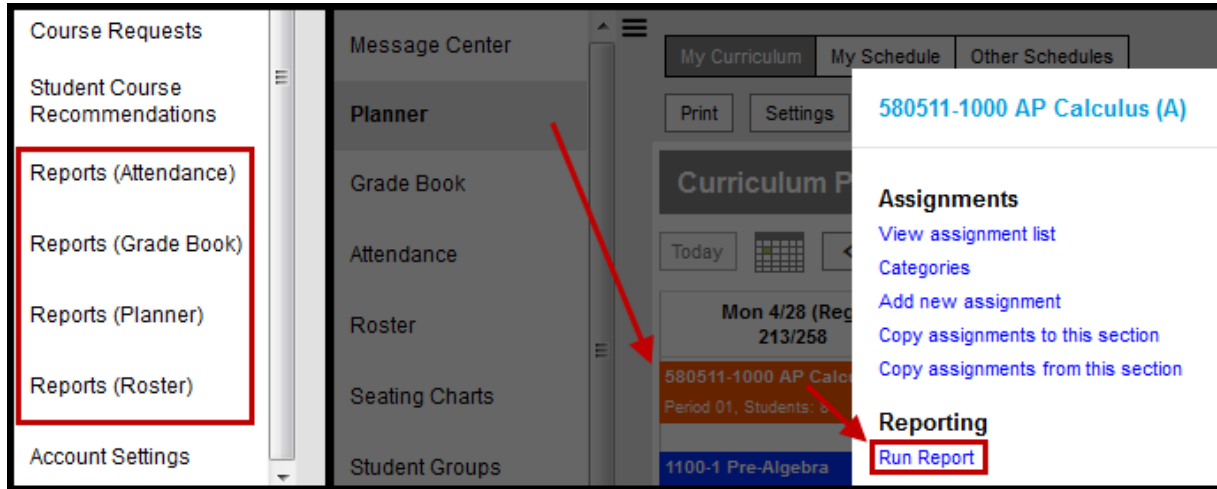 Course Requests
Student Course
Recommendations
Reports (Attendance)
Reports (Grade Book)
Reports (Planner)
Reports (Roster)
Account Settings
Message Center
Planner
Grade Book
Attendance
Roster
Seating Charts
Student Groups
My Curriculum My Schedule Other Schedules
Print Settings
Curriculum P
Today <
Mon 4/28 (Reg
213/258
580511-1000 AP Calcu
Period 01, Students: 8
1100-1 Pre-Algebra
580511-1000 AP Calculus (A)
Assignments
View assignment list
Categories
Add new assignment
Copy assignments to this section
Copy assignments from this section
Reporting
Run Report